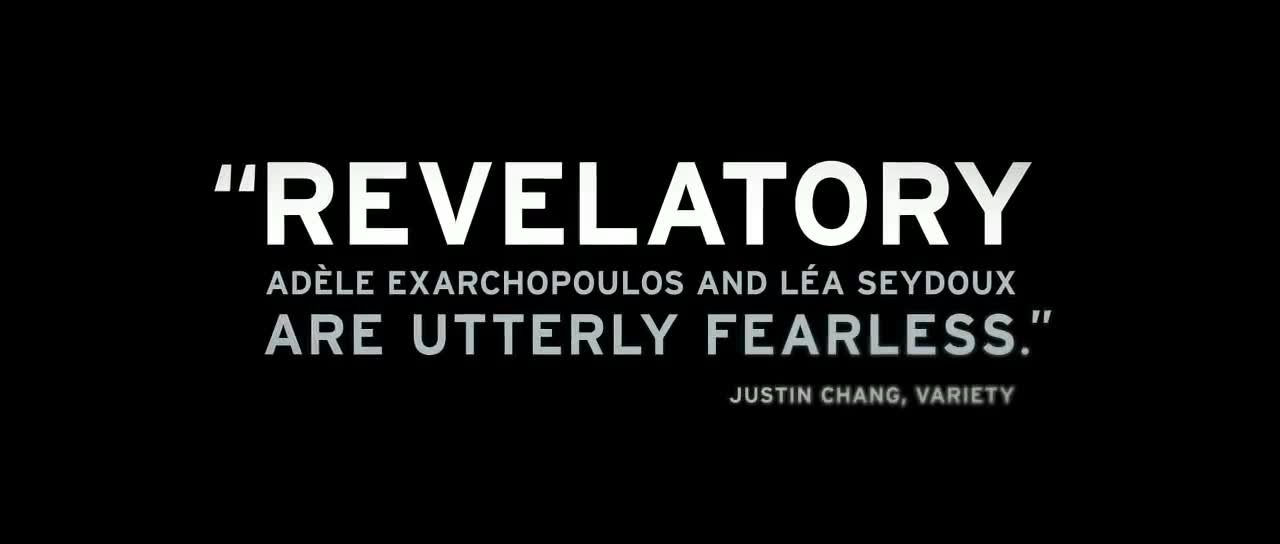 “REVELATORY
ADÈLE EXARCHOPOULOS AND LÉA SEYDOUX
ARE UTTERLY FEARLESS.”
JUSTIN CHANG, VARIETY